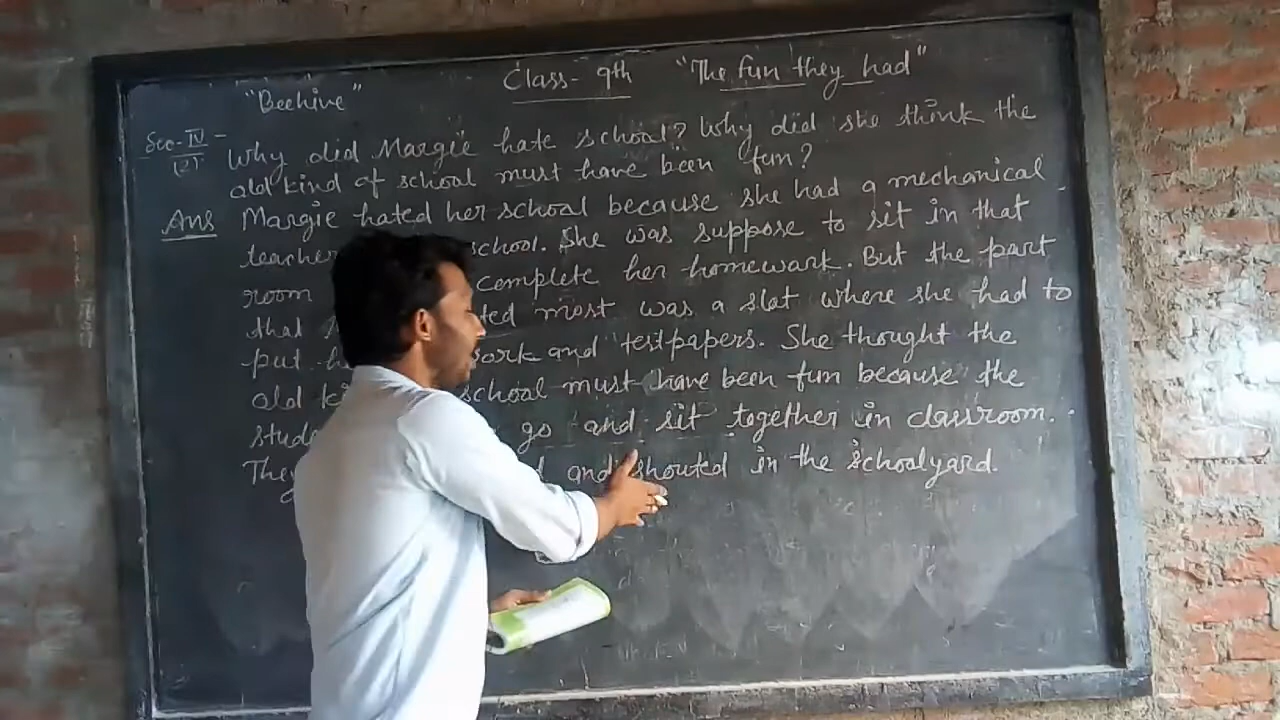 Class- 9th "The fun they had"
"Beehive"
Sec-IV (2) - Why did Margie hate school? Why did she think the
old kind of school must have been fun?
Ans Margie hated her school because she had a mechanical
teacher school. She was suppose to sit in that
room complete her homework. But the part
that ted most was a slot where she had to
put and testpapers. She thought the
old school must have been fun because the
go and sit together in classroom.
They and shouted in the schoolyard.